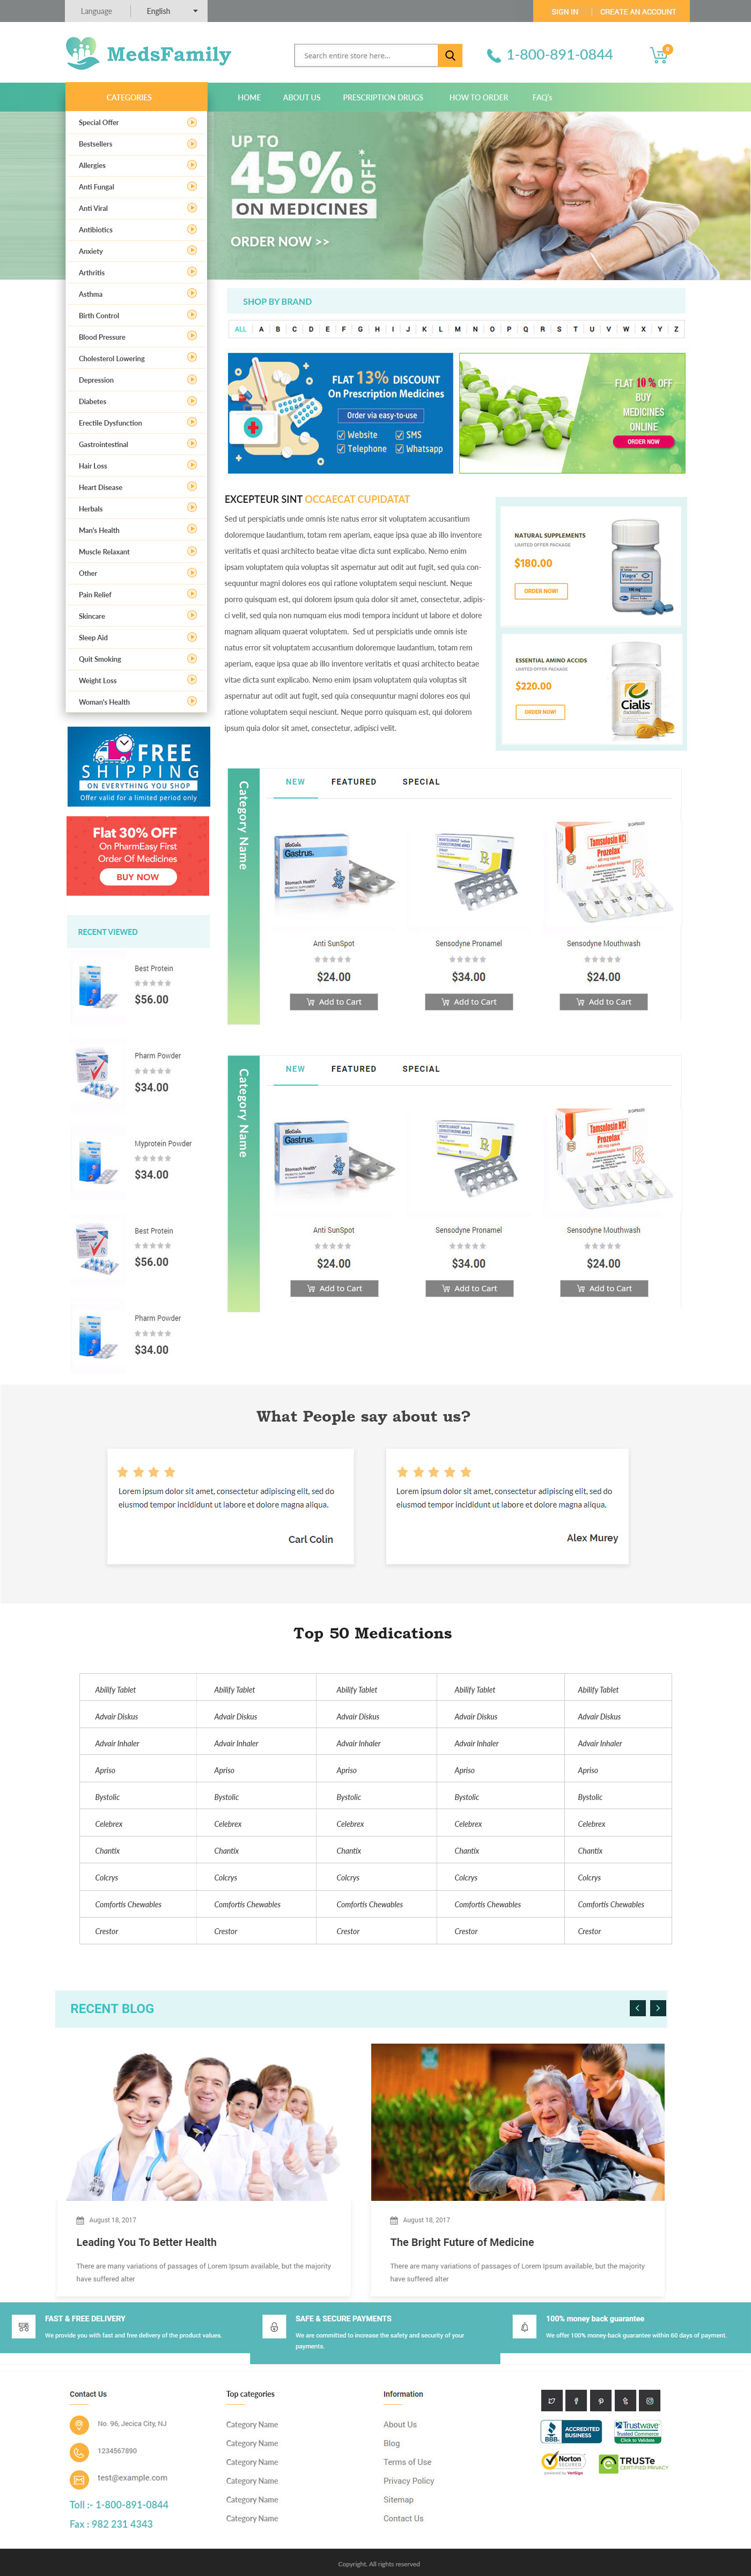 Language English
SIGN IN CREATE AN ACCOUNT
MedsFamily
Search entire store here...
1-800-891-0844
0
CATEGORIES
HOME ABOUT US PRESCRIPTION DRUGS HOW TO ORDER FAQ's
Special Offer
Bestsellers
Allergies
Anti Fungal
Anti Viral
Antibiotics
Anxiety
Arthritis
Asthma
Birth Control
Blood Pressure
Cholesterol Lowering
Depression
Diabetes
Erectile Dysfunction
Gastrointestinal
Hair Loss
Heart Disease
Herbals
Man's Health
Muscle Relaxant
Other
Pain Relief
Skincare
Sleep Aid
Quit Smoking
Weight Loss
Woman's Health
UP TO
45% OFF*
ON MEDICINES
ORDER NOW >>
SHOP BY BRAND
ALL A B C D E F G H I J K L M N O P Q R S T U V W X Y Z
FLAT 13% DISCOUNT
On Prescription Medicines
Order via easy-to-use
Website SMS
Telephone Whatsapp
FLAT 10 % OFF
BUY
MEDICINES
ONLINE
ORDER NOW
EXCEPTEUR SINT OCCAECAT CUPIDATAT
Sed ut perspiciatis unde omnis iste natus error sit voluptatem accusantium
doloremque laudantium, totam rem aperiam, eaque ipsa quae ab illo inventore
veritatis et quasi architecto beatae vitae dicta sunt explicabo. Nemo enim
ipsam voluptatem quia voluptas sit aspernatur aut odit aut fugit, sed quia con-
sequuntur magni dolores eos qui ratione voluptatem sequi nesciunt. Neque
porro quisquam est, qui dolorem ipsum quia dolor sit amet, consectetur, adipis-
ci velit, sed quia non numquam eius modi tempora incidunt ut labore et dolore
magnam aliquam quaerat voluptatem. Sed ut perspiciatis unde omnis iste
natus error sit voluptatem accusantium doloremque laudantium, totam rem
aperiam, eaque ipsa quae ab illo inventore veritatis et quasi architecto beatae
vitae dicta sunt explicabo. Nemo enim ipsam voluptatem quia voluptas sit
aspernatur aut odit aut fugit, sed quia consequuntur magni dolores eos qui
ratione voluptatem sequi nesciunt. Neque porro quisquam est, qui dolorem
ipsum quia dolor sit amet, consectetur, adipisci velit.
NATURAL SUPPLEMENTS
LIMITED OFFER PACKAGE
$180.00
ORDER NOW!
Viagra
Pfizer
ESSENTIAL AMINO ACCIDS
LIMITED OFFER PACKAGE
$220.00
ORDER NOW!
Cialis
FREE
SHIPPING
ON EVERYTHING YOU SHOP
Offer valid for a limited period only
Flat 30% OFF
On PharmEasy First
Order Of Medicines
BUY NOW
RECENT VIEWED
Best Protein
$56.00
Pharm Powder
$34.00
Myprotein Powder
$34.00
Best Protein
$56.00
Pharm Powder
$34.00
Category Name
NEW FEATURED SPECIAL
BioGaia
Gastrus.
Stomach Health*
Tamsulosin HCl
Prozelax
Anti SunSpot Sensodyne Pronamel Sensodyne Mouthwash
$24.00 $34.00 $24.00
Add to Cart Add to Cart Add to Cart
Category Name
NEW FEATURED SPECIAL
BioGaia
Gastrus.
Stomach Health*
Tamsulosin HCl
Prozelax
Anti SunSpot Sensodyne Pronamel Sensodyne Mouthwash
$24.00 $34.00 $24.00
Add to Cart Add to Cart Add to Cart
What People say about us?
Lorem ipsum dolor sit amet, consectetur adipiscing elit, sed do
eiusmod tempor incididunt ut labore et dolore magna aliqua.
Carl Colin
Lorem ipsum dolor sit amet, consectetur adipiscing elit, sed do
eiusmod tempor incididunt ut labore et dolore magna aliqua.
Alex Murey
Top 50 Medications
Abilify Tablet Abilify Tablet Abilify Tablet Abilify Tablet Abilify Tablet
Advair Diskus Advair Diskus Advair Diskus Advair Diskus Advair Diskus
Advair Inhaler Advair Inhaler Advair Inhaler Advair Inhaler Advair Inhaler
Apriso Apriso Apriso Apriso Apriso
Bystolic Bystolic Bystolic Bystolic Bystolic
Celebrex Celebrex Celebrex Celebrex Celebrex
Chantix Chantix Chantix Chantix Chantix
Colcrys Colcrys Colcrys Colcrys Colcrys
Comfortis Chewables Comfortis Chewables Comfortis Chewables Comfortis Chewables Comfortis Chewables
Crestor Crestor Crestor Crestor Crestor
RECENT BLOG
August 18, 2017
Leading You To Better Health
There are many variations of passages of Lorem Ipsum available, but the majority
have suffered alter
August 18, 2017
The Bright Future of Medicine
There are many variations of passages of Lorem Ipsum available, but the majority
have suffered alter
FAST & FREE DELIVERY
We provide you with fast and free delivery of the product values.
SAFE & SECURE PAYMENTS
We are committed to increase the safety and security of your
payments.
100% money back guarantee
We offer 100% money-back guarantee within 60 days of payment.
Contact Us
No. 96, Jecica City, NJ
1234567890
test@example.com
Toll :- 1-800-891-0844
Fax : 982 231 4343
Top categories
Category Name
Category Name
Category Name
Category Name
Category Name
Category Name
Information
About Us
Blog
Terms of Use
Privacy Policy
Sitemap
Contact Us
BBB. ACCREDITED BUSINESS
Trustwave
Trusted Commerce
Click to Validate
Norton
SECURED
powered by VeriSign
TRUSTe
CERTIFIED PRIVACY
Copyright. All rights reserved